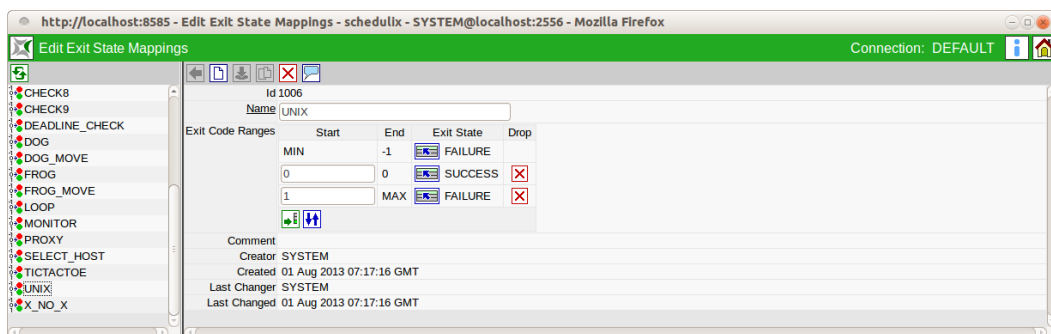 http://localhost:8585 - Edit Exit State Mappings - schedulix - SYSTEM@localhost:2556 - Mozilla Firefox
Edit Exit State Mappings Connection: DEFAULT
CHECK8
CHECK9
DEADLINE_CHECK
DOG
DOG_MOVE
FROG
FROG_MOVE
LOOP
MONITOR
PROXY
SELECT_HOST
TICTACTOE
UNIX
X_NO_X
Id 1006
Name UNIX
Exit Code Ranges Start End Exit State Drop
MIN -1 FAILURE
0 0 SUCCESS
1 MAX FAILURE
Comment
Creator SYSTEM
Created 01 Aug 2013 07:17:16 GMT
Last Changer SYSTEM
Last Changed 01 Aug 2013 07:17:16 GMT